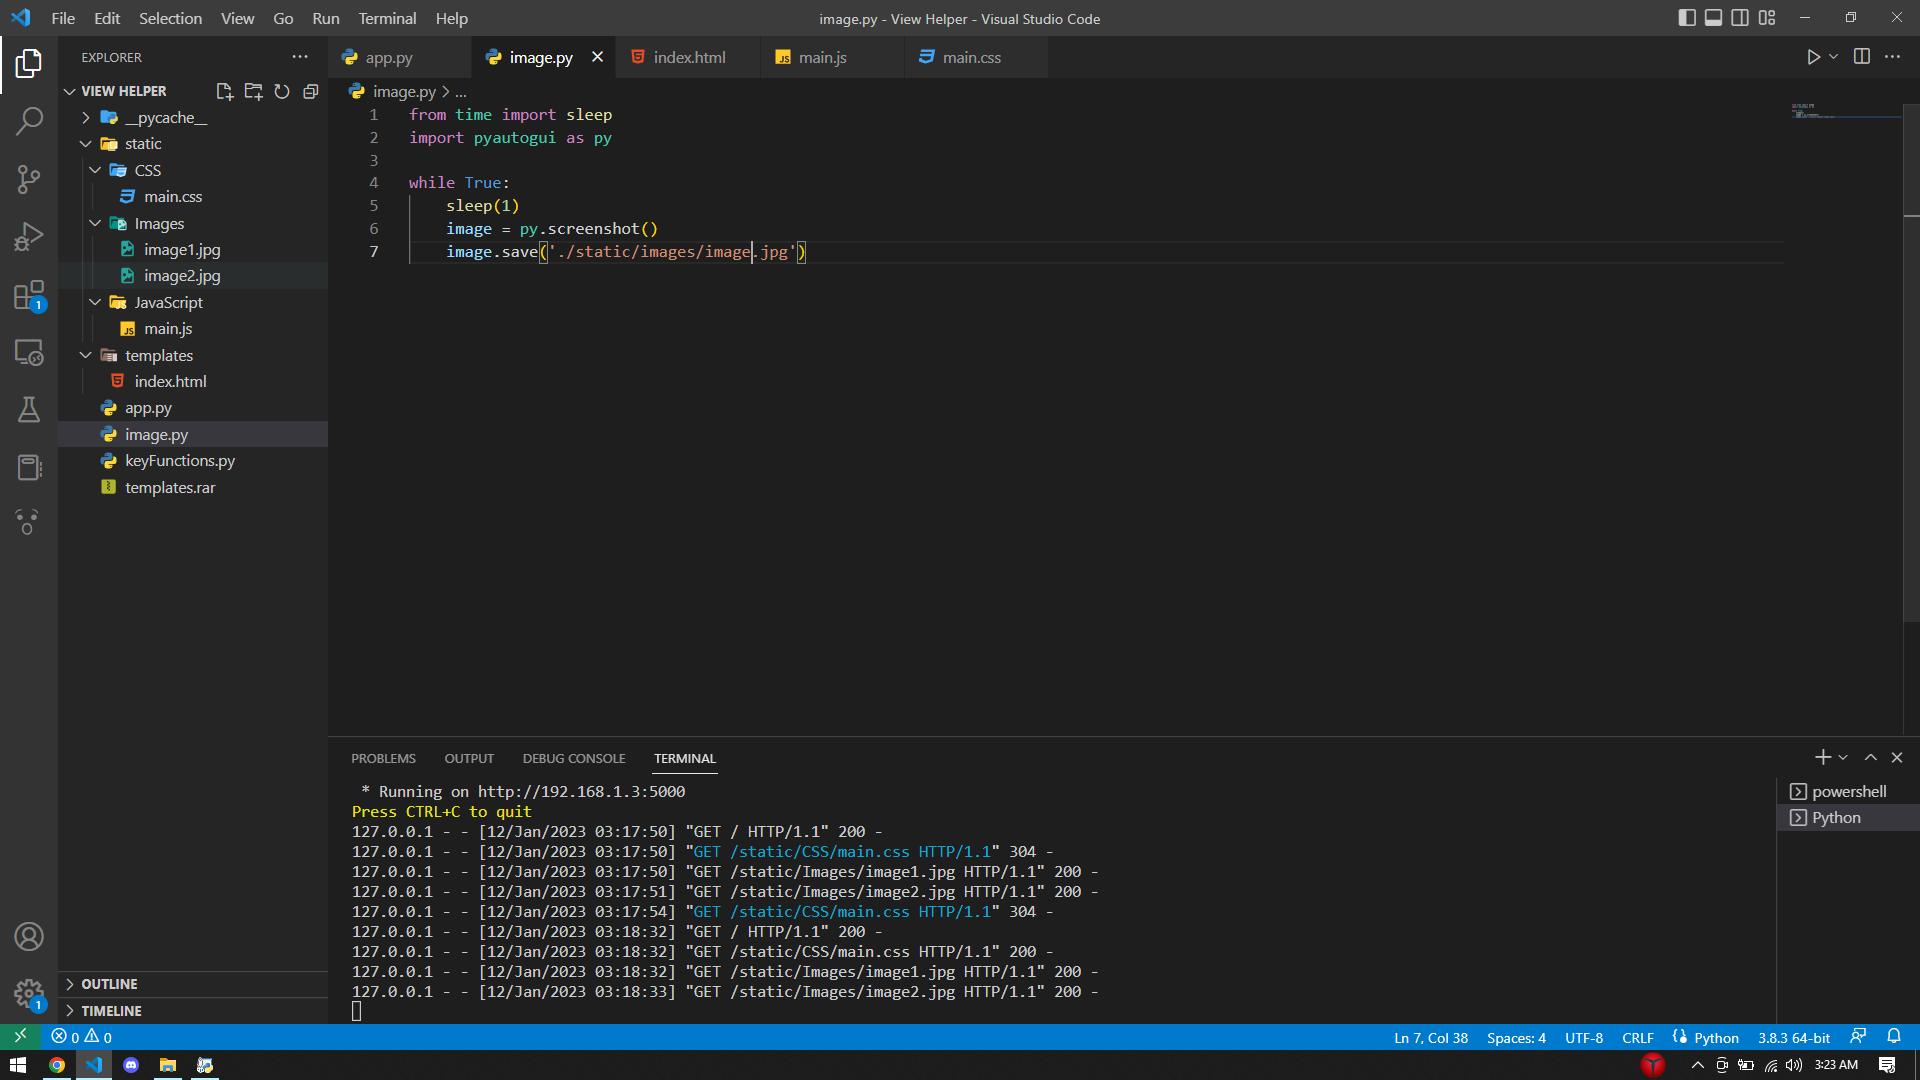 File Edit Selection View Go Run Terminal Help
image.py - View Helper - Visual Studio Code
EXPLORER
VIEW HELPER
__pycache__
static
CSS
main.css
Images
image1.jpg
image2.jpg
JavaScript
main.js
templates
index.html
app.py
image.py
keyFunctions.py
templates.rar
OUTLINE
TIMELINE
app.py image.py index.html main.js main.css
image.py > ...
1 from time import sleep
2 import pyautogui as py
3
4 while True:
5 sleep(1)
6 image = py.screenshot()
7 image.save('./static/images/image.jpg')
PROBLEMS OUTPUT DEBUG CONSOLE TERMINAL
* Running on http://192.168.1.3:5000
Press CTRL+C to quit
127.0.0.1 - - [12/Jan/2023 03:17:50] "GET / HTTP/1.1" 200 -
127.0.0.1 - - [12/Jan/2023 03:17:50] "GET /static/CSS/main.css HTTP/1.1" 304 -
127.0.0.1 - - [12/Jan/2023 03:17:50] "GET /static/Images/image1.jpg HTTP/1.1" 200 -
127.0.0.1 - - [12/Jan/2023 03:17:51] "GET /static/Images/image2.jpg HTTP/1.1" 200 -
127.0.0.1 - - [12/Jan/2023 03:17:54] "GET /static/CSS/main.css HTTP/1.1" 304 -
127.0.0.1 - - [12/Jan/2023 03:18:32] "GET / HTTP/1.1" 200 -
127.0.0.1 - - [12/Jan/2023 03:18:32] "GET /static/CSS/main.css HTTP/1.1" 200 -
127.0.0.1 - - [12/Jan/2023 03:18:32] "GET /static/Images/image1.jpg HTTP/1.1" 200 -
127.0.0.1 - - [12/Jan/2023 03:18:33] "GET /static/Images/image2.jpg HTTP/1.1" 200 -
powershell
Python
1
1
0 0
Ln 7, Col 38 Spaces: 4 UTF-8 CRLF Python 3.8.3 64-bit
3:23 AM